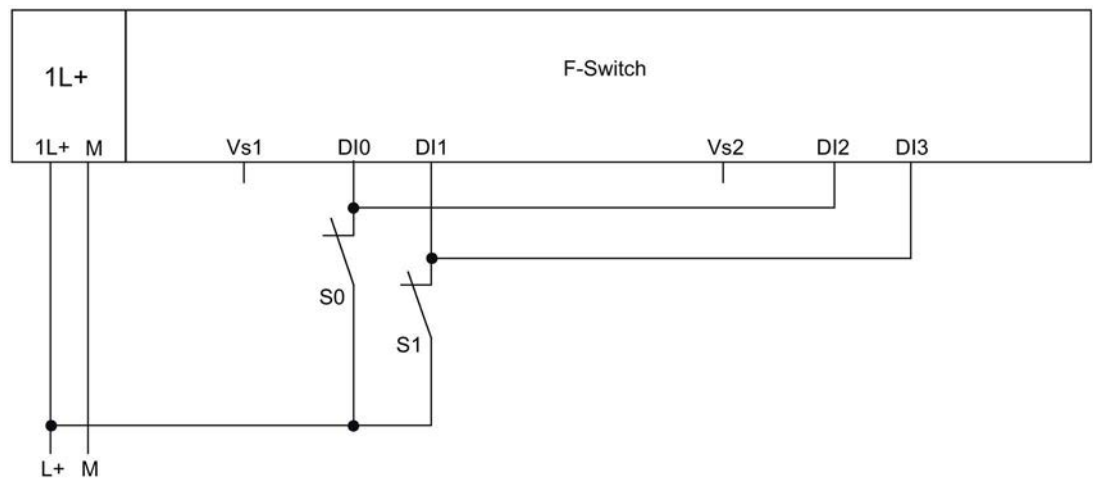 1L+ F-Switch
1L+ M Vs1 DI0 DI1 Vs2 DI2 DI3
S0
S1
L+ M